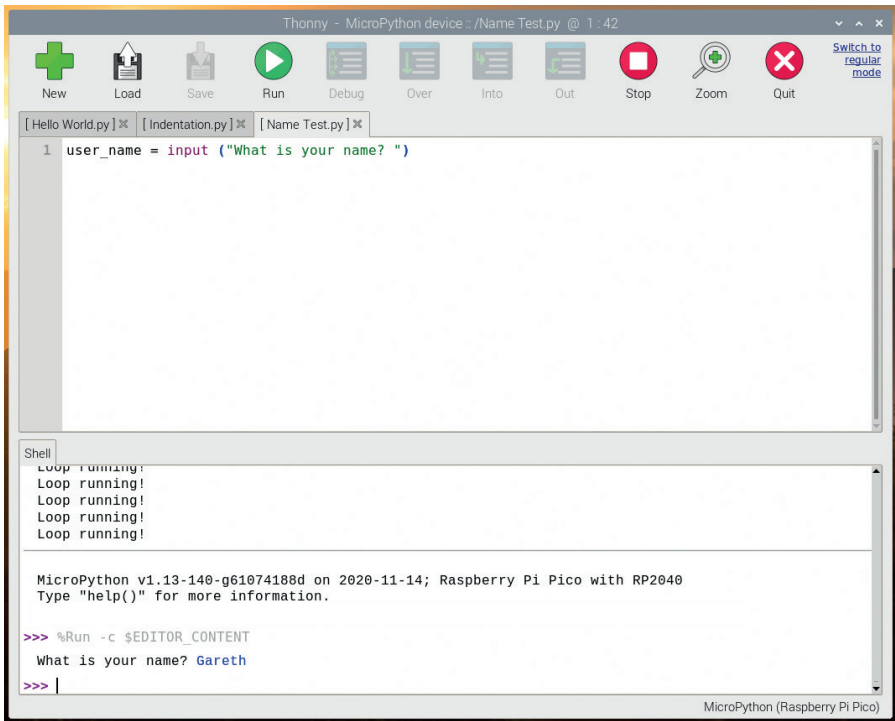 Thonny - MicroPython device :: /Name Test.py @ 1 : 42
New Load Save Run Debug Over Into Out Stop Zoom Quit
Switch to
regular
mode
[ Hello World.py ] [ Indentation.py ] [ Name Test.py ]
1 user_name = input ("What is your name? ")
Shell
Loop running!
Loop running!
Loop running!
Loop running!
Loop running!
MicroPython v1.13-140-g61074188d on 2020-11-14; Raspberry Pi Pico with RP2040
Type "help()" for more information.
>>> %Run -c $EDITOR_CONTENT
What is your name? Gareth
>>>
MicroPython (Raspberry Pi Pico)